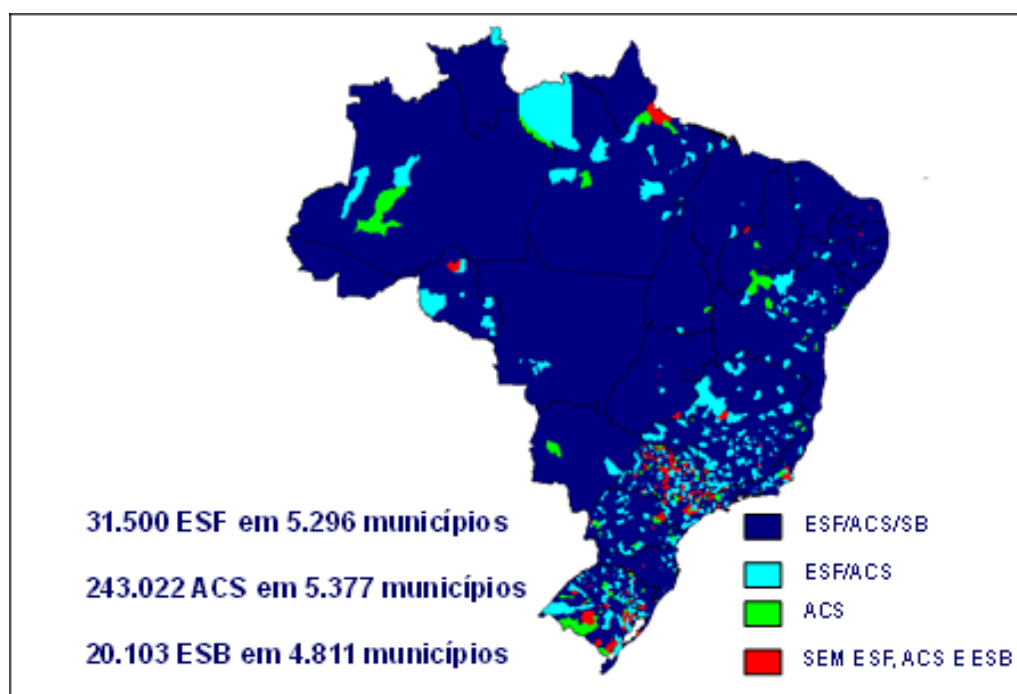 31.500 ESF em 5.296 municípios
243.022 ACS em 5.377 municípios
20.103 ESB em 4.811 municípios
ESF/ACS/SB
ESF/ACS
ACS
SEM ESF, ACS E ESB